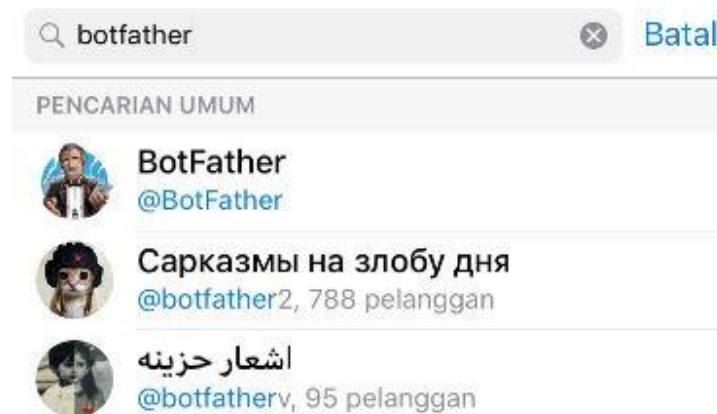 botfather Batal
PENCARIAN UMUM
BotFather
@BotFather
Сарказмы на злобу дня
@botfather2, 788 pelanggan
اشعار حزينه
@botfatherv, 95 pelanggan